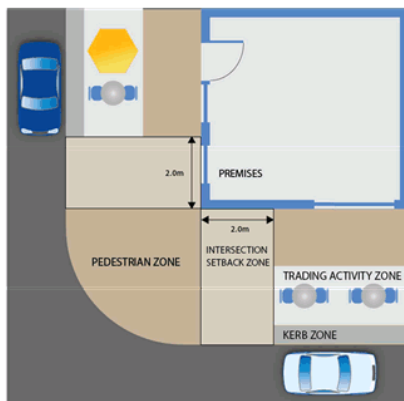 2.0m
PREMISES
2.0m
PEDESTRIAN ZONE
INTERSECTION
SETBACK ZONE
TRADING ACTIVITY ZONE
KERB ZONE